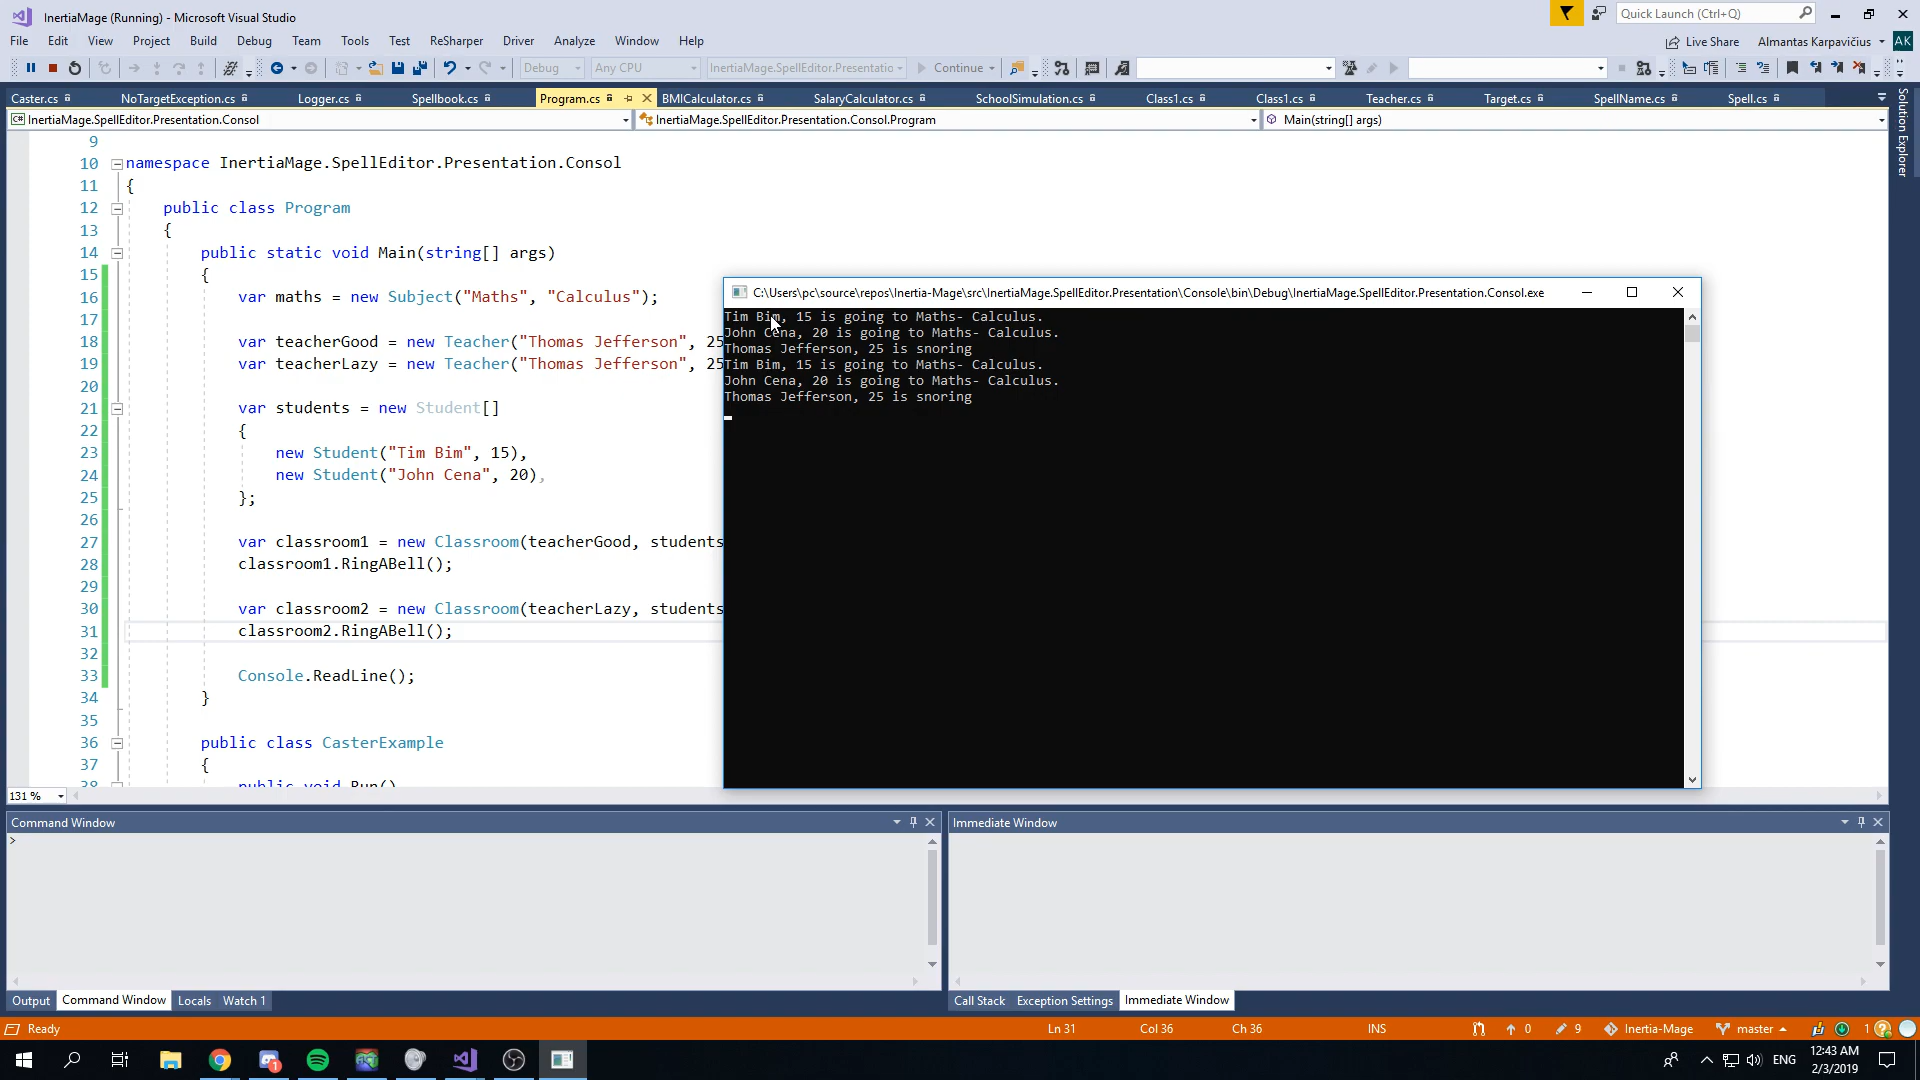 InertiaMage (Running) - Microsoft Visual Studio
Quick Launch (Ctrl+Q)
File Edit View Project Build Debug Team Tools Test ReSharper Driver Analyze Window Help
Live Share Almantas Karpavičius AK
Debug Any CPU InertiaMage.SpellEditor.Presentatio Continue
Caster.cs NoTargetException.cs Logger.cs Spellbook.cs Program.cs BMICalculator.cs SalaryCalculator.cs SchoolSimulation.cs Class1.cs Class1.cs Teacher.cs Target.cs SpellName.cs Spell.cs
Solution Explorer
C# InertiaMage.SpellEditor.Presentation.Consol InertiaMage.SpellEditor.Presentation.Consol.Program Main(string[] args)
9
10 namespace InertiaMage.SpellEditor.Presentation.Consol
11 {
12 public class Program
13 {
14 public static void Main(string[] args)
15 {
16 var maths = new Subject("Maths", "Calculus");
17
18 var teacherGood = new Teacher("Thomas Jefferson", 25
19 var teacherLazy = new Teacher("Thomas Jefferson", 25
20
21 var students = new Student[]
22 {
23 new Student("Tim Bim", 15),
24 new Student("John Cena", 20),
25 };
26
27 var classroom1 = new Classroom(teacherGood, students
28 classroom1.RingABell();
29
30 var classroom2 = new Classroom(teacherLazy, students
31 classroom2.RingABell();
32
33 Console.ReadLine();
34 }
35
36 public class CasterExample
37 {
38 public void Run()
C:\Users\pc\source\repos\Inertia-Mage\src\InertiaMage.SpellEditor.Presentation\Console\bin\Debug\InertiaMage.SpellEditor.Presentation.Consol.exe
Tim Bim, 15 is going to Maths- Calculus.
John Cena, 20 is going to Maths- Calculus.
Thomas Jefferson, 25 is snoring
Tim Bim, 15 is going to Maths- Calculus.
John Cena, 20 is going to Maths- Calculus.
Thomas Jefferson, 25 is snoring
131 %
Command Window
>
Immediate Window
Output Command Window Locals Watch 1
Call Stack Exception Settings Immediate Window
Ready Ln 31 Col 36 Ch 36 INS 0 9 Inertia-Mage master 1
ENG 12:43 AM
2/3/2019